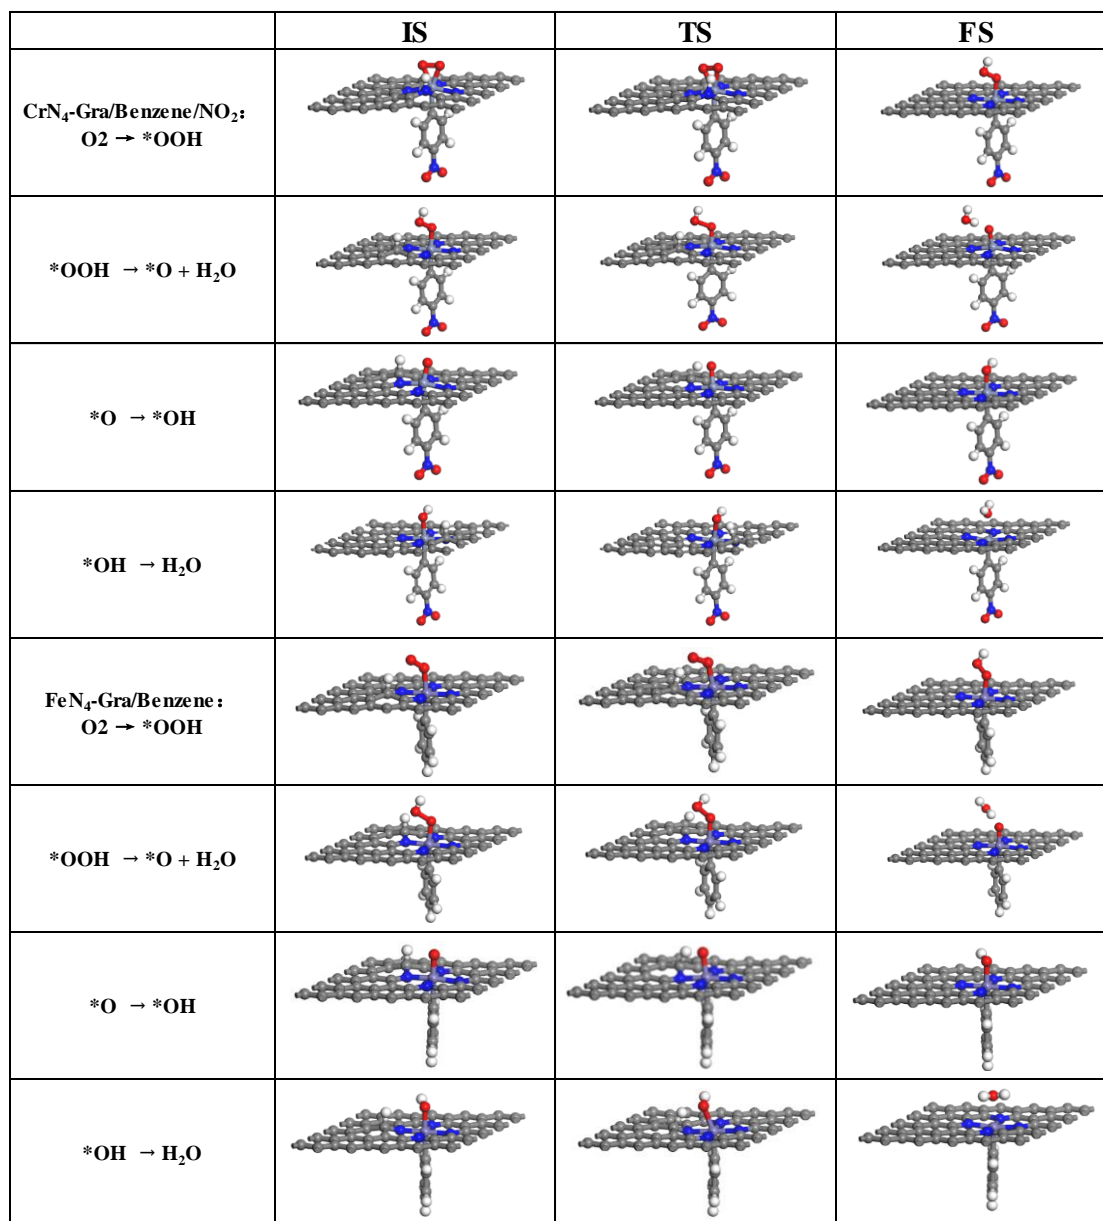 IS TS FS
CrN₄-Gra/Benzene/NO₂:
O2 → *OOH
*OOH → *O + H₂O
*O → *OH
*OH → H₂O
FeN₄-Gra/Benzene:
O2 → *OOH
*OOH → *O + H₂O
*O → *OH
*OH → H₂O